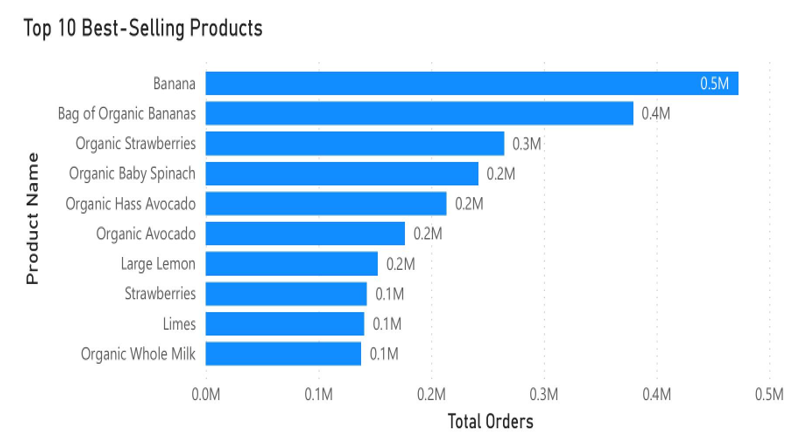 Top 10 Best-Selling Products
Product Name
Banana 0.5M
Bag of Organic Bananas 0.4M
Organic Strawberries 0.3M
Organic Baby Spinach 0.2M
Organic Hass Avocado 0.2M
Organic Avocado 0.2M
Large Lemon 0.2M
Strawberries 0.1M
Limes 0.1M
Organic Whole Milk 0.1M
0.0M 0.1M 0.2M 0.3M 0.4M 0.5M
Total Orders